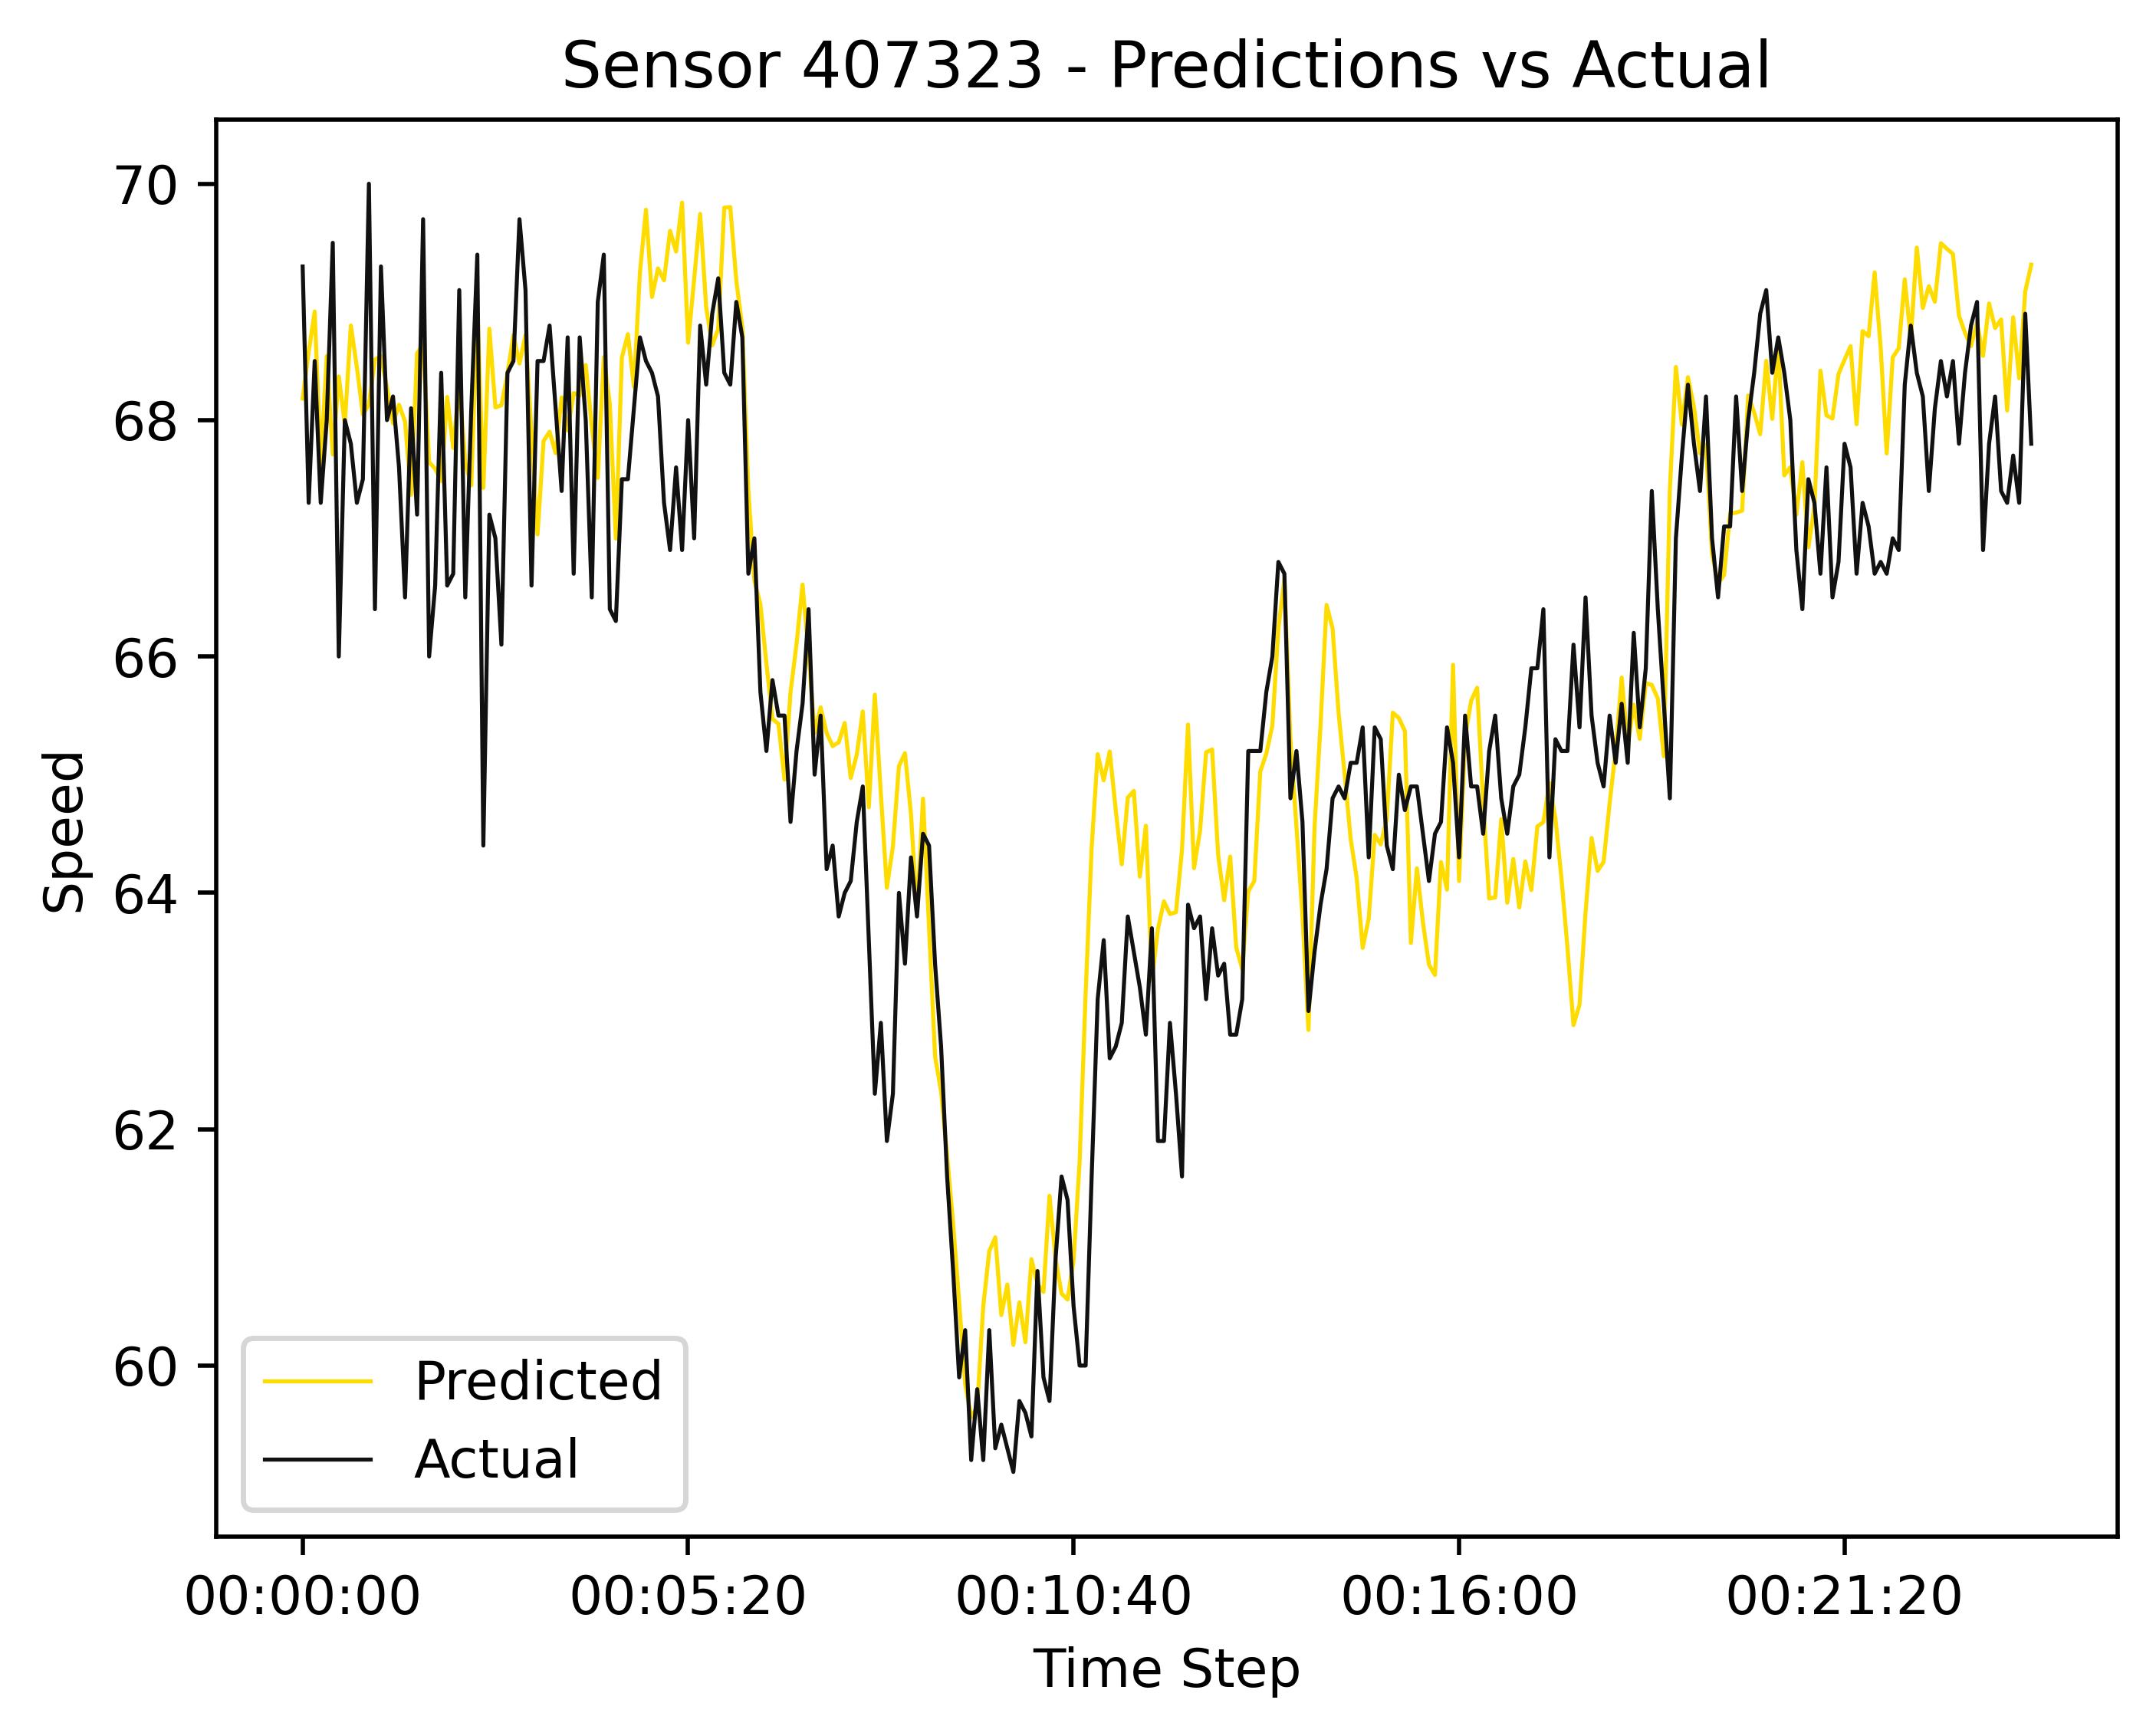 Sensor 407323 - Predictions vs Actual
70
68
66
64
62
60
Speed
Predicted
Actual
00:00:00 00:05:20 00:10:40 00:16:00 00:21:20
Time Step